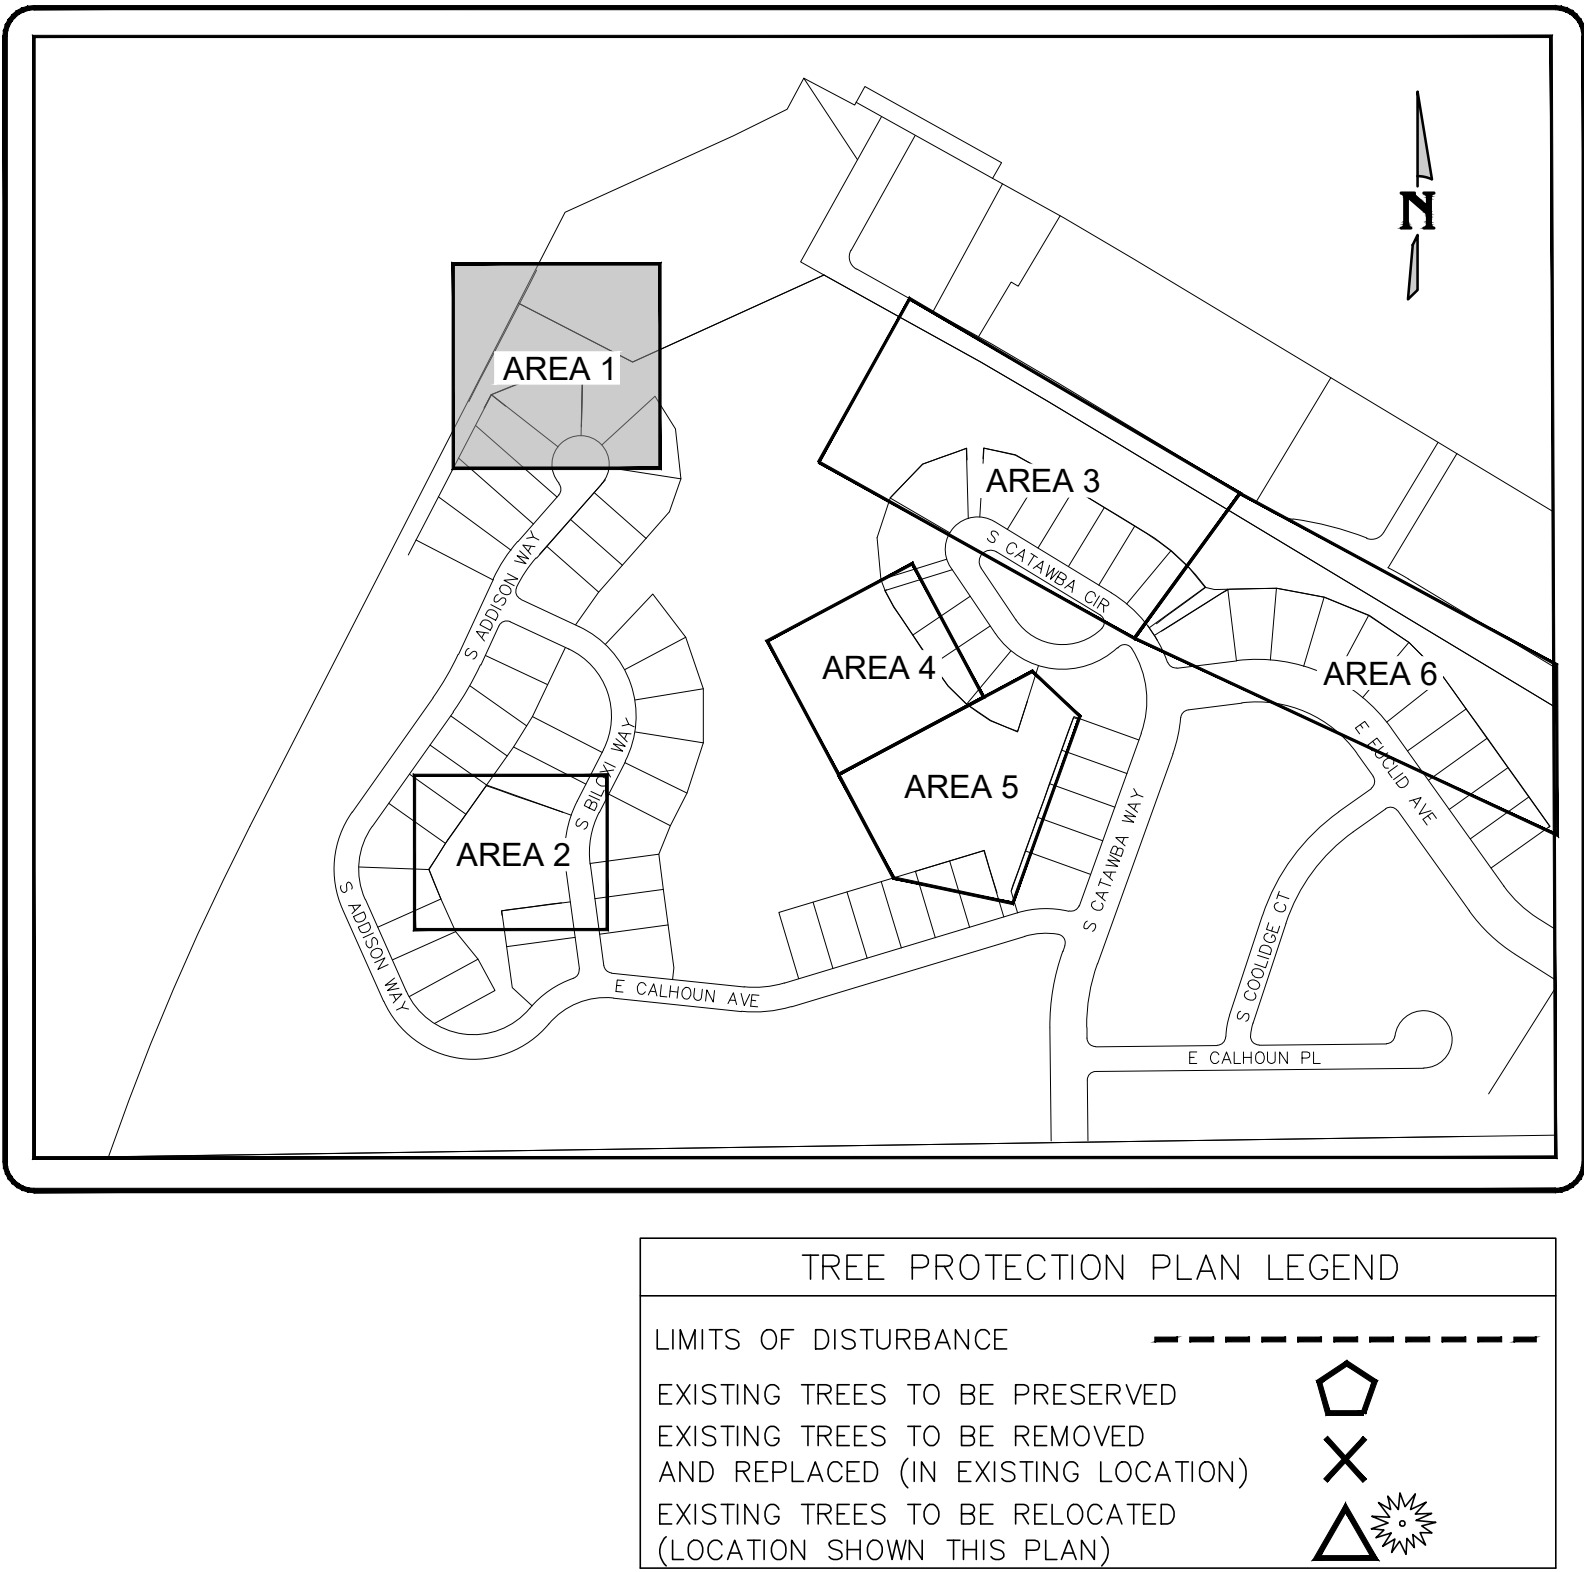 N
AREA 1
AREA 3
S CATAWBA CIR
S ADDISON WAY
AREA 4
AREA 6
S BILOXI WAY
E EUCLID AVE
AREA 5
AREA 2
S CATAWBA WAY
S ADDISON WAY
S COOLIDGE CT
E CALHOUN AVE
E CALHOUN PL
TREE PROTECTION PLAN LEGEND
LIMITS OF DISTURBANCE
EXISTING TREES TO BE PRESERVED
EXISTING TREES TO BE REMOVED
AND REPLACED (IN EXISTING LOCATION)
EXISTING TREES TO BE RELOCATED
(LOCATION SHOWN THIS PLAN)